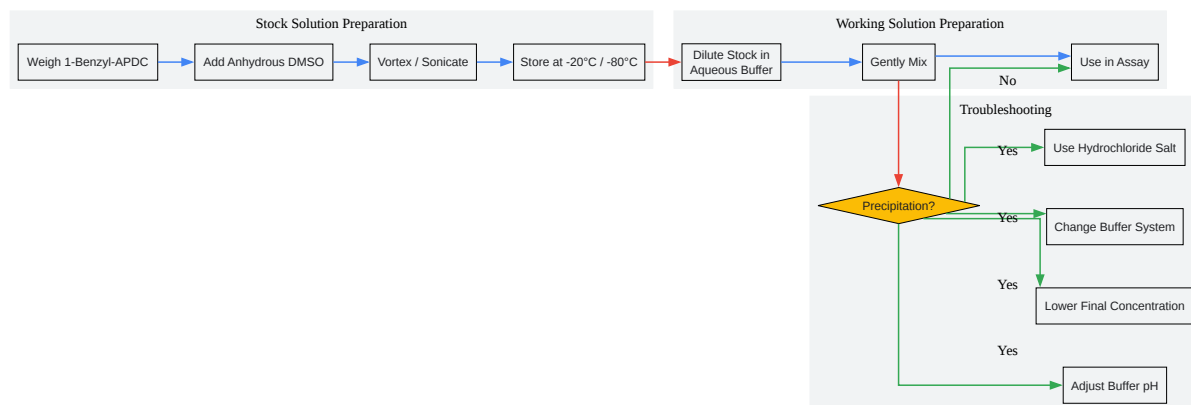 Stock Solution Preparation
Weigh 1-Benzyl-APDC
Add Anhydrous DMSO
Vortex / Sonicate
Store at -20°C / -80°C
Working Solution Preparation
Dilute Stock in
Aqueous Buffer
Gently Mix
Use in Assay
No
Troubleshooting
Yes
Use Hydrochloride Salt
Precipitation?
Yes
Change Buffer System
Yes
Lower Final Concentration
Yes
Adjust Buffer pH